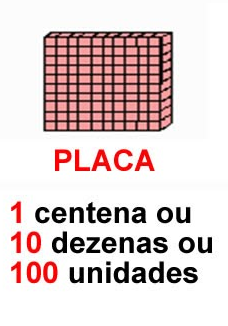 PLACA
1 centena ou
10 dezenas ou
100 unidades